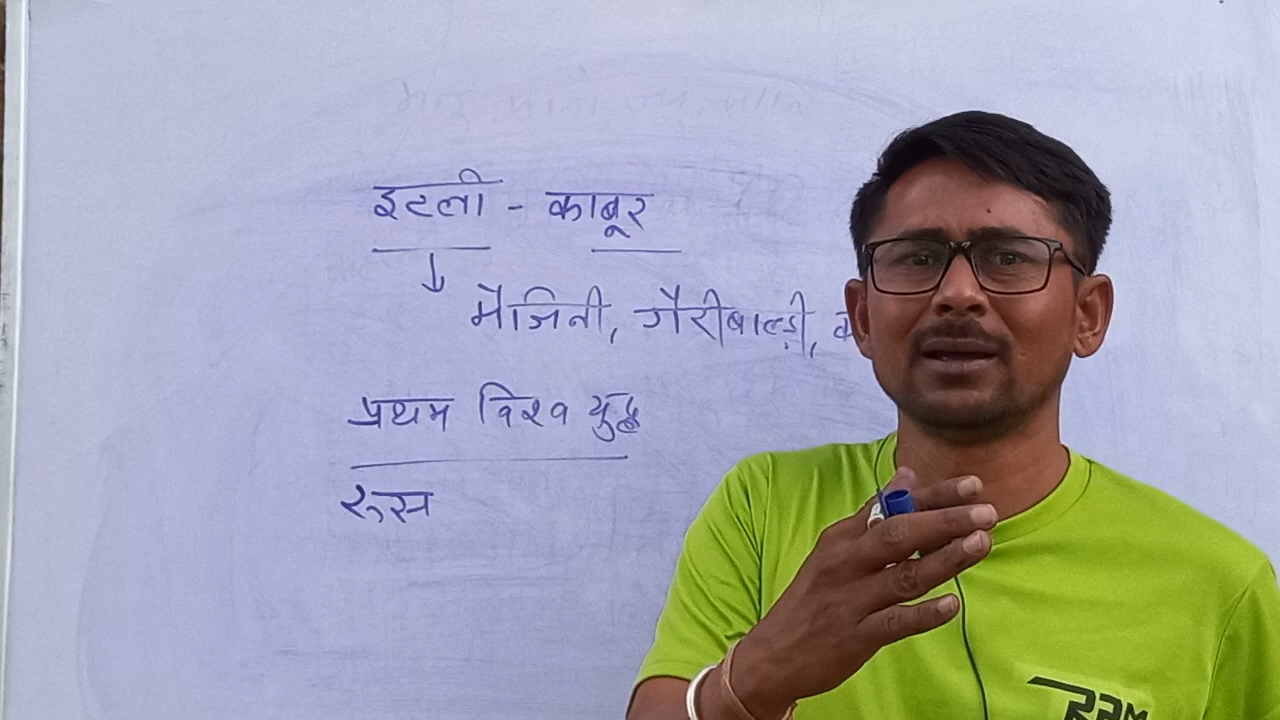 इटली - काबूर
मैजिनी, गैरीबाल्ड़ी,
प्रथम विश्व युद्ध
रुस